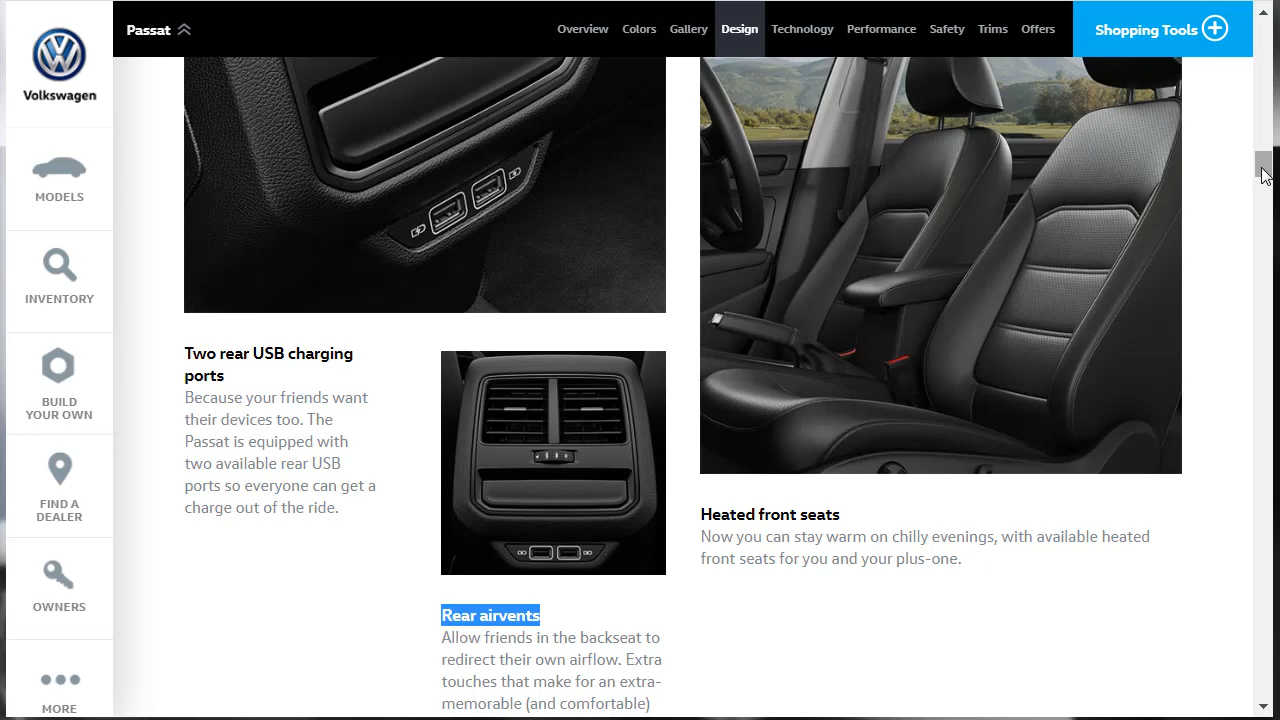 Passat
Overview
Colors
Gallery
Design
Technology
Performance
Safety
Trims
Offers
Shopping Tools
Volkswagen
MODELS
INVENTORY
BUILD
YOUR OWN
FIND A
DEALER
OWNERS
MORE
Two rear USB charging
ports
Because your friends want
their devices too. The
Passat is equipped with
two available rear USB
ports so everyone can get a
charge out of the ride.
Rear airvents
Allow friends in the backseat to
redirect their own airflow. Extra
touches that make for an extra-
memorable (and comfortable)
Heated front seats
Now you can stay warm on chilly evenings, with available heated
front seats for you and your plus-one.